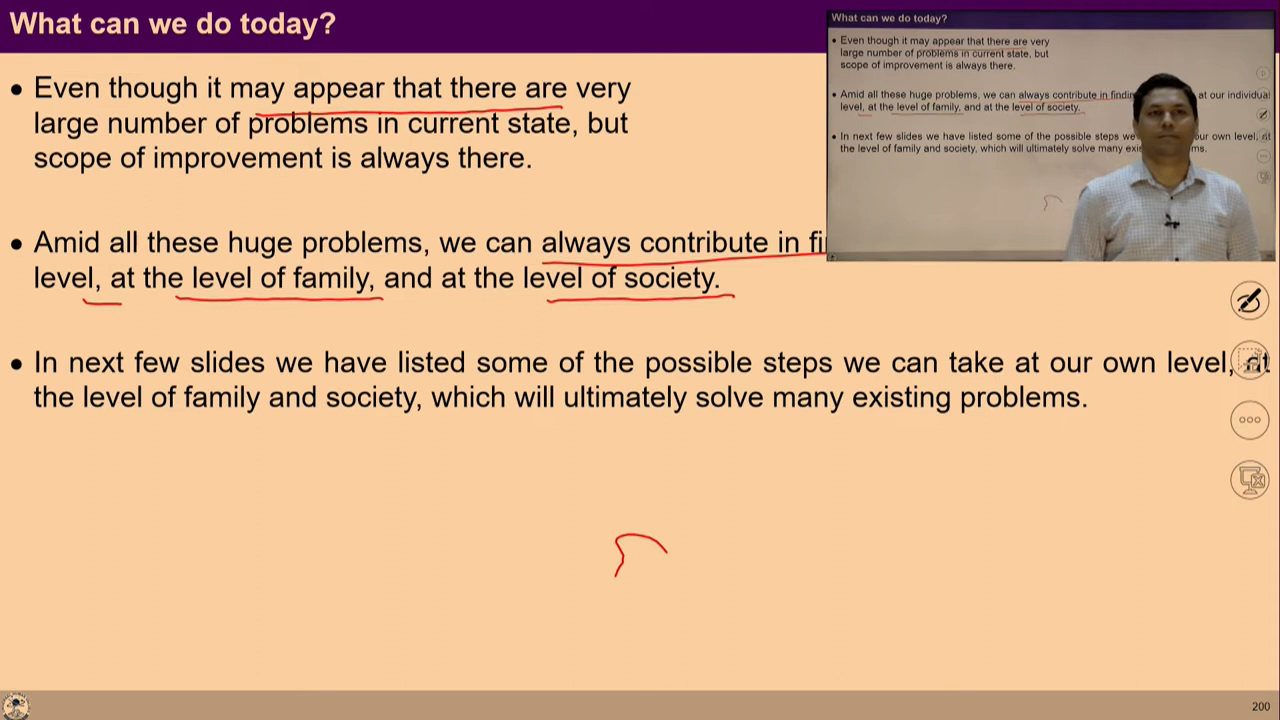 What can we do today?
• Even though it may appear that there are very
large number of problems in current state, but
scope of improvement is always there.
• Amid all these huge problems, we can always contribute in fi
level, at the level of family, and at the level of society.
• In next few slides we have listed some of the possible steps we can take at our own level, at
the level of family and society, which will ultimately solve many existing problems.
200
What can we do today?
• Even though it may appear that there are very
large number of problems in current state, but
scope of improvement is always there.
• Amid all these huge problems, we can always contribute in findin at our individual
level, at the level of family, and at the level of society.
• In next few slides we have listed some of the possible steps we our own level, at
the level of family and society, which will ultimately solve many exis ms.